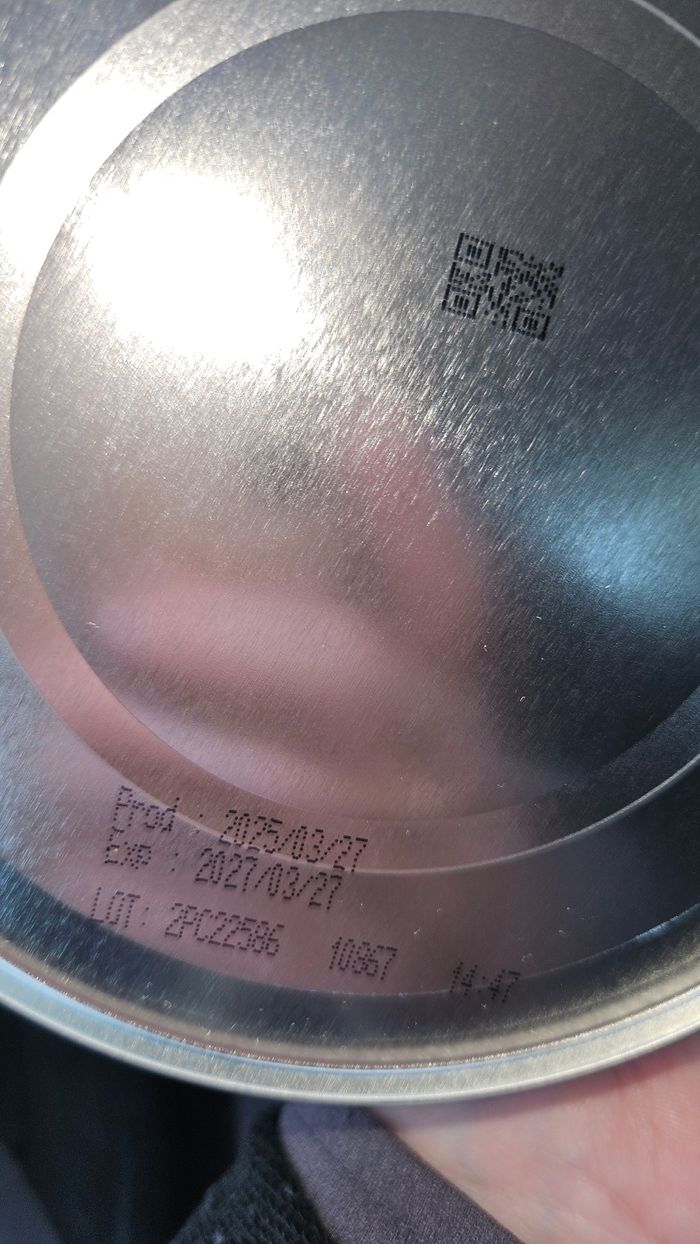 Prod : 2025/03/27
Exp : 2027/03/27
LOT: 2PC22586 10867 14:47